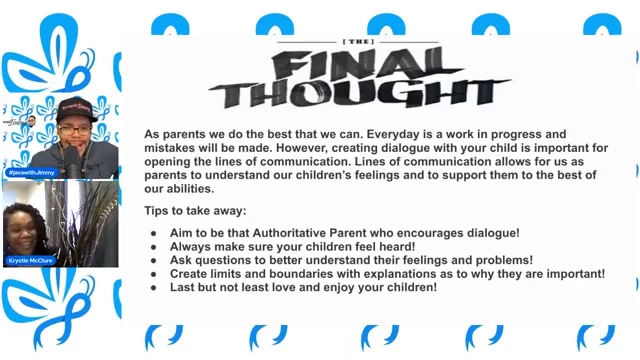 [ THE ]
FINAL
THOUGHT
As parents we do the best that we can. Everyday is a work in progress and
mistakes will be made. However, creating dialogue with your child is important for
opening the lines of communication. Lines of communication allows for us as
parents to understand our children's feelings and to support them to the best of
our abilities.
Tips to take away:
● Aim to be that Authoritative Parent who encourages dialogue!
● Always make sure your children feel heard!
● Ask questions to better understand their feelings and problems!
● Create limits and boundaries with explanations as to why they are important!
● Last but not least love and enjoy your children!
#javawithJimmy
Krystle McClure